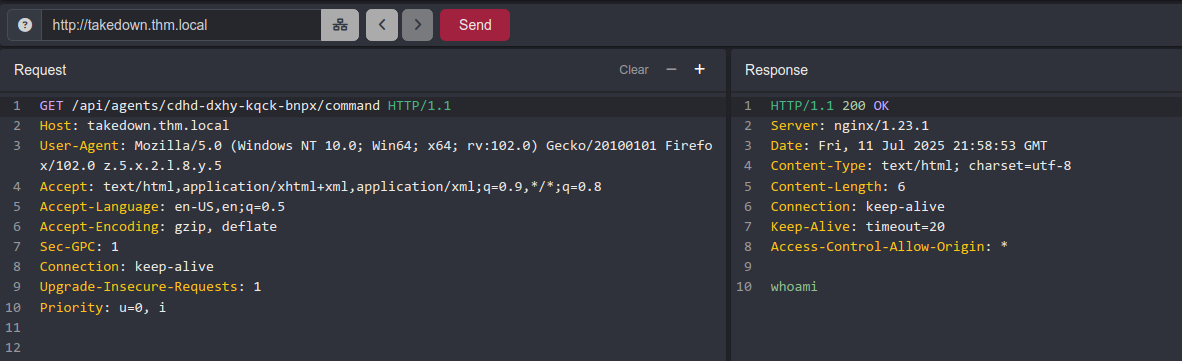 http://takedown.thm.local
Send
Request
Clear
Response
1 GET /api/agents/cdhd-dxhy-kqck-bnpx/command HTTP/1.1
2 Host: takedown.thm.local
3 User-Agent: Mozilla/5.0 (Windows NT 10.0; Win64; x64; rv:102.0) Gecko/20100101 Firefo
x/102.0 z.5.x.2.l.8.y.5
4 Accept: text/html,application/xhtml+xml,application/xml;q=0.9,*/*;q=0.8
5 Accept-Language: en-US,en;q=0.5
6 Accept-Encoding: gzip, deflate
7 Sec-GPC: 1
8 Connection: keep-alive
9 Upgrade-Insecure-Requests: 1
10 Priority: u=0, i
11
12
1 HTTP/1.1 200 OK
2 Server: nginx/1.23.1
3 Date: Fri, 11 Jul 2025 21:58:53 GMT
4 Content-Type: text/html; charset=utf-8
5 Content-Length: 6
6 Connection: keep-alive
7 Keep-Alive: timeout=20
8 Access-Control-Allow-Origin: *
9
10 whoami